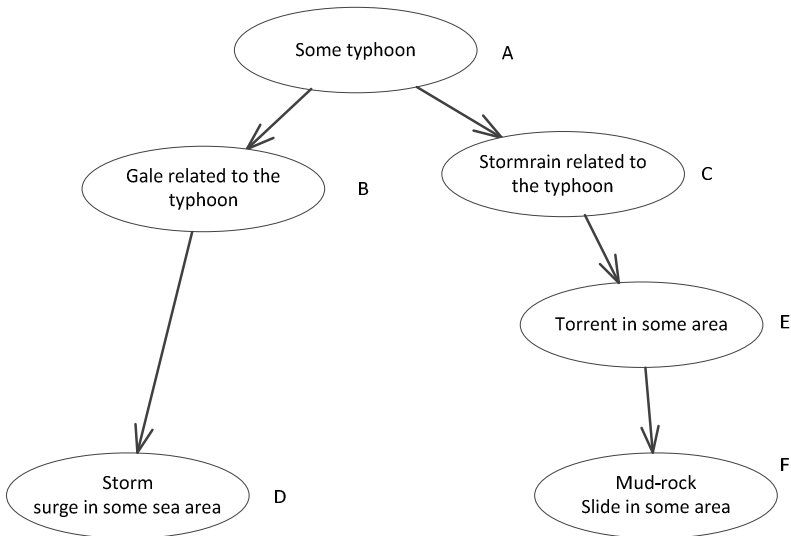 Some typhoon
A
Gale related to the
typhoon
B
Stormrain related to
the typhoon
C
Torrent in some area
E
Storm
surge in some sea area
D
Mud-rock
Slide in some area
F